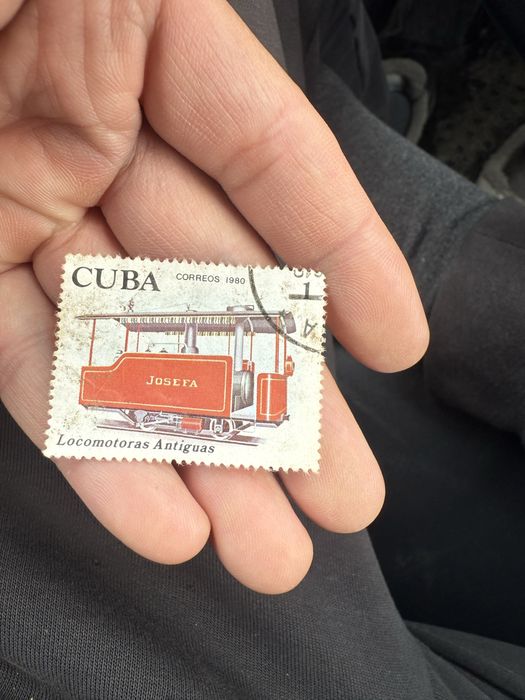 CUBA
CORREOS 1980
1
A
JOSEFA
Locomotoras Antiguas